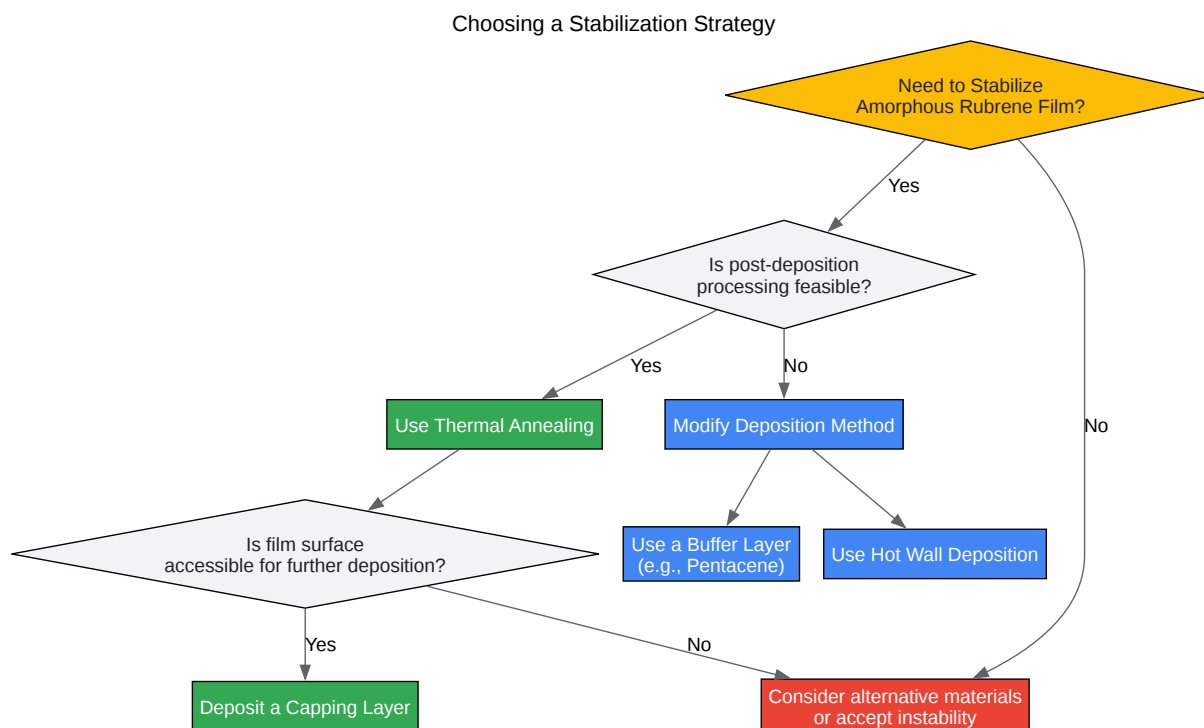 Choosing a Stabilization Strategy
Need to Stabilize
Amorphous Rubrene Film?
Yes
Is post-deposition
processing feasible?
Yes
No
Use Thermal Annealing
Modify Deposition Method
No
Is film surface
accessible for further deposition?
Use a Buffer Layer
(e.g., Pentacene)
Use Hot Wall Deposition
Yes
No
Deposit a Capping Layer
Consider alternative materials
or accept instability